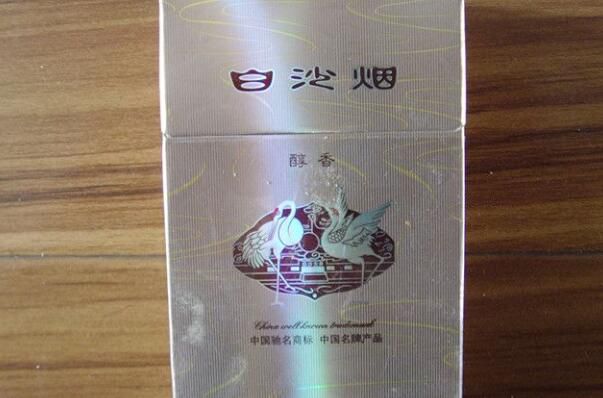 白沙烟
醇香
China well-known trademark
中国驰名商标 中国名牌产品